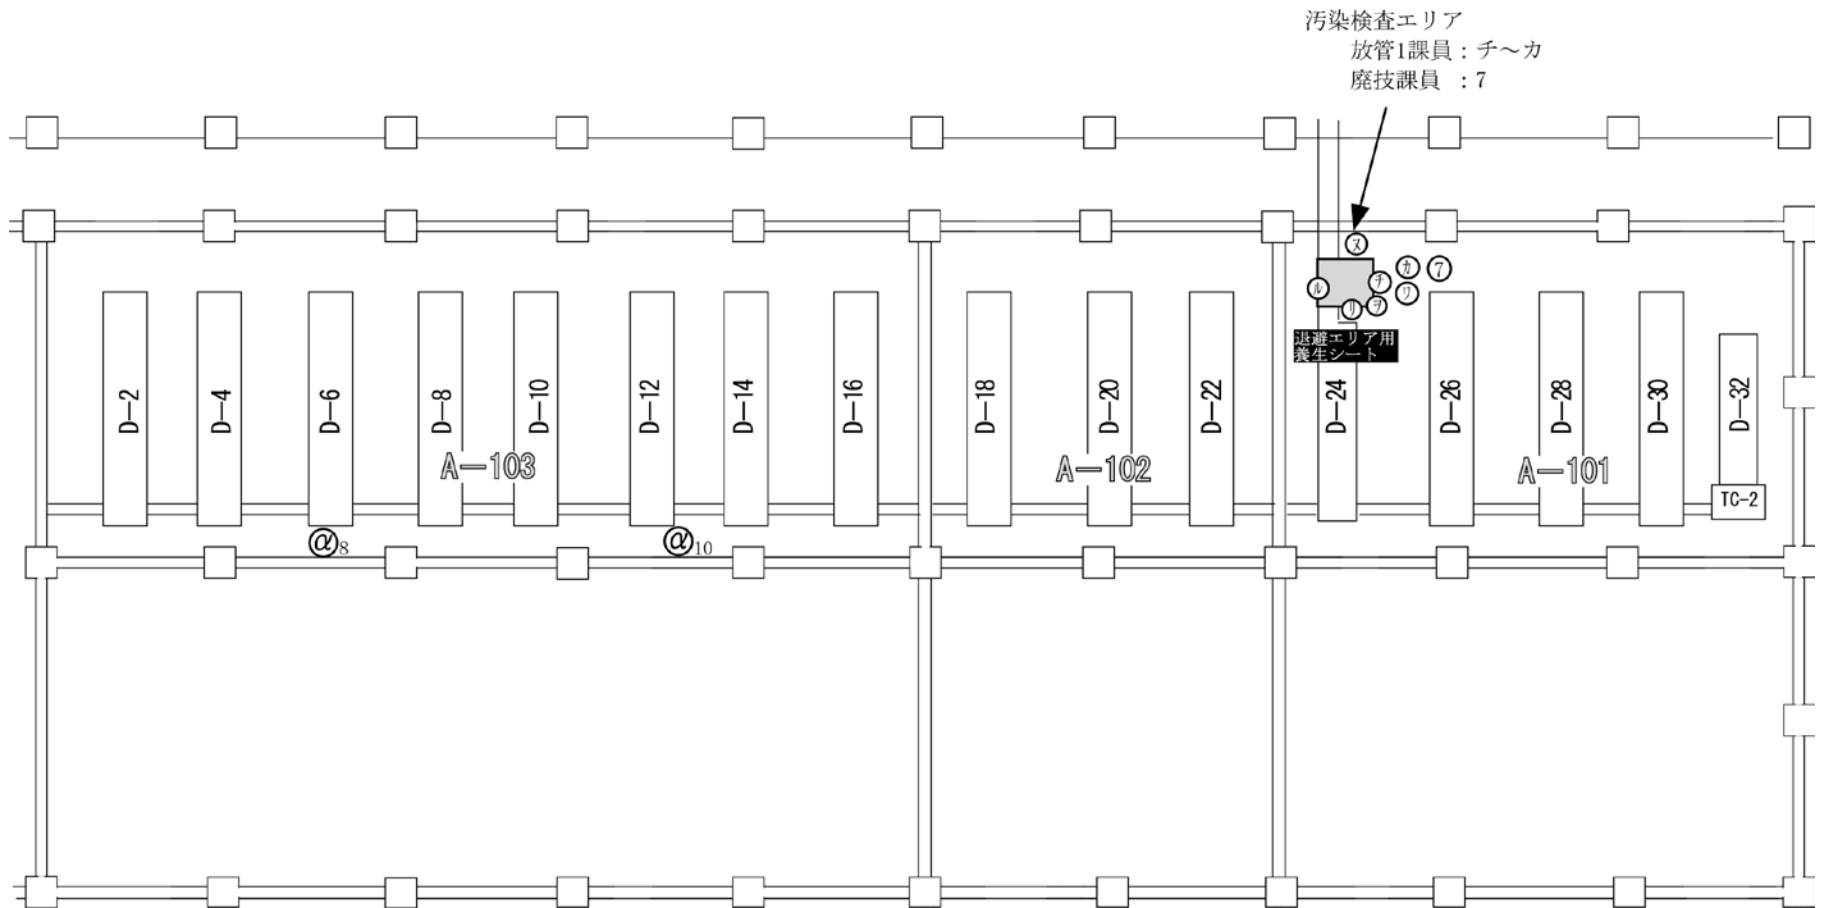 汚染検査エリア
放管1課員：チ～カ
廃技課員 ：7
ヌ
カ
7
ル
チ
ワ
リ
ヲ
退避エリア用
養生シート
D-2
D-4
D-6
D-8
D-10
D-12
D-14
D-16
D-18
D-20
D-22
D-24
D-26
D-28
D-30
D-32
A-103
A-102
A-101
TC-2
@8
@10